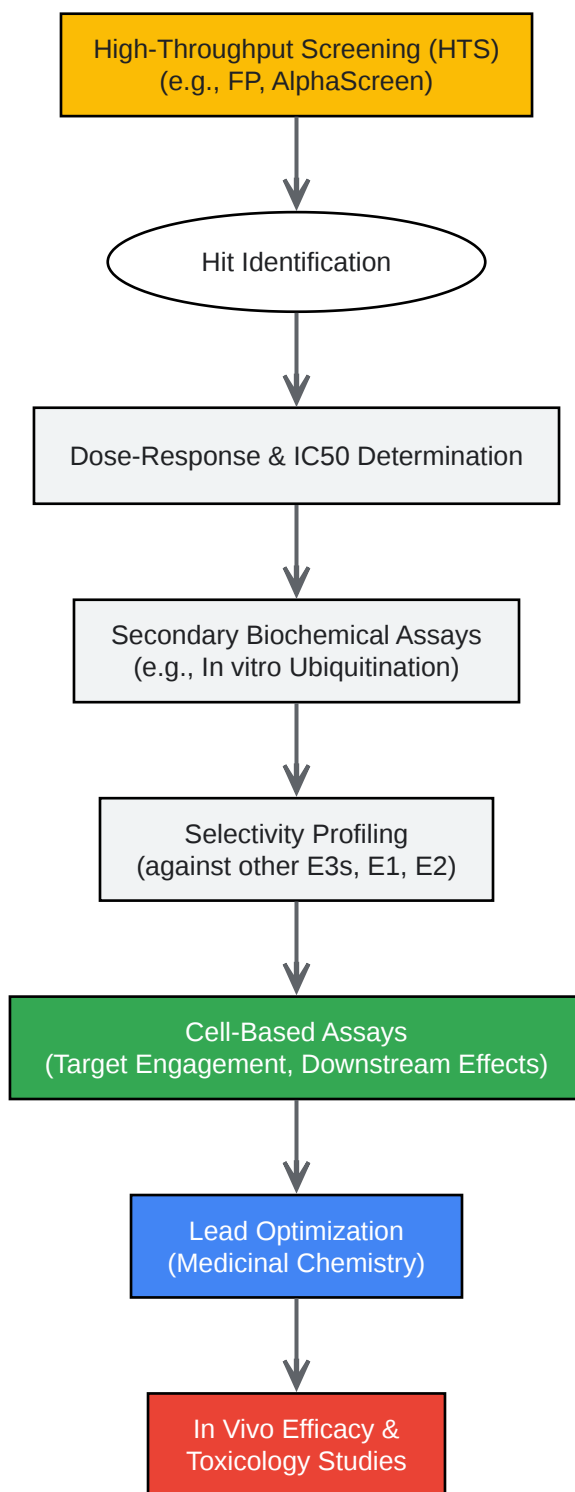 High-Throughput Screening (HTS)
(e.g., FP, AlphaScreen)
Hit Identification
Dose-Response & IC50 Determination
Secondary Biochemical Assays
(e.g., In vitro Ubiquitination)
Selectivity Profiling
(against other E3s, E1, E2)
Cell-Based Assays
(Target Engagement, Downstream Effects)
Lead Optimization
(Medicinal Chemistry)
In Vivo Efficacy &
Toxicology Studies